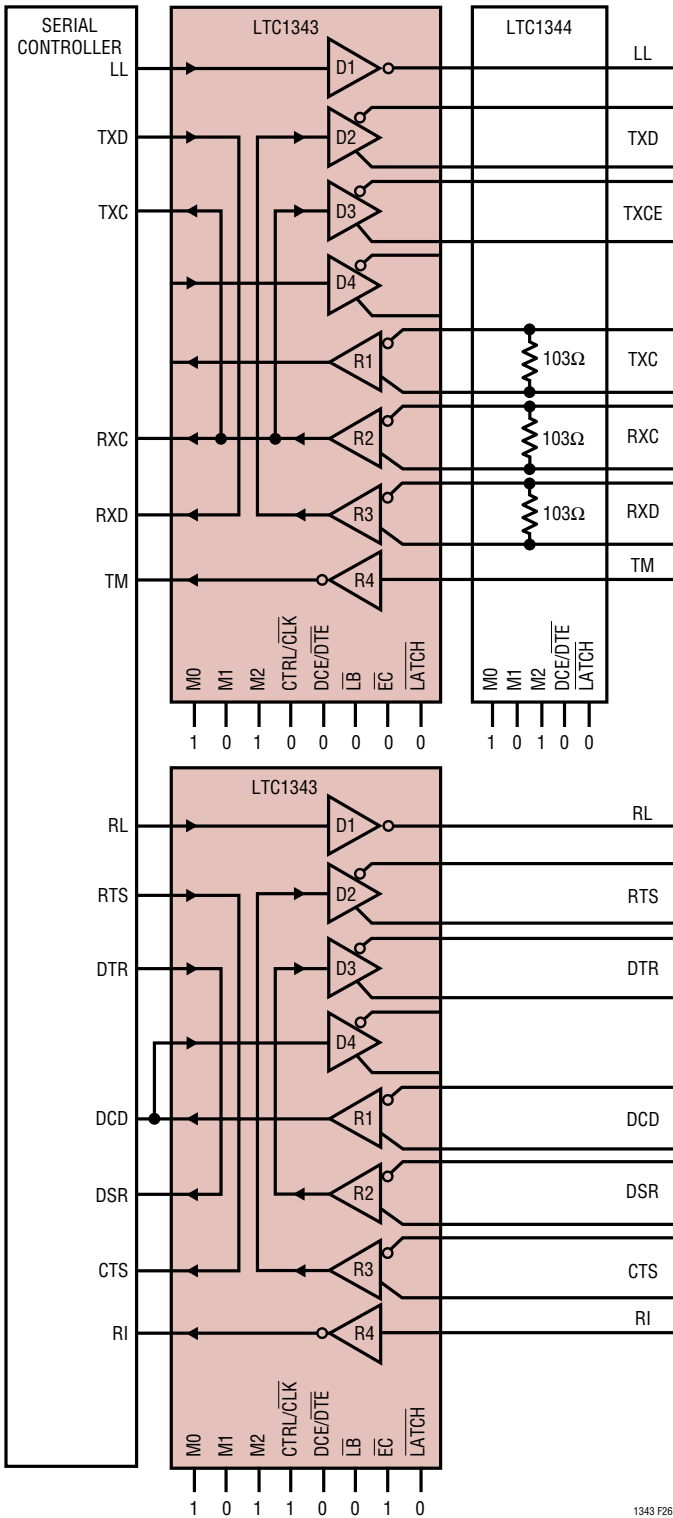 SERIAL
CONTROLLER
LTC1343
LTC1344
LL
D1
LL
TXD
D2
TXD
TXC
D3
TXCE
D4
R1
103Ω
TXC
RXC
R2
103Ω
RXC
RXD
R3
103Ω
RXD
TM
R4
TM
M0
M1
M2
CTRL/CLK
DCE/DTE
LB
EC
LATCH
M0
M1
M2
DCE/DTE
LATCH
1 0 1 0 0 0 0 0
1 0 1 0 0
LTC1343
RL
D1
RL
RTS
D2
RTS
DTR
D3
DTR
D4
DCD
R1
DCD
DSR
R2
DSR
CTS
R3
CTS
RI
R4
RI
M0
M1
M2
CTRL/CLK
DCE/DTE
LB
EC
LATCH
1 0 1 1 0 0 1 0
1343 F26